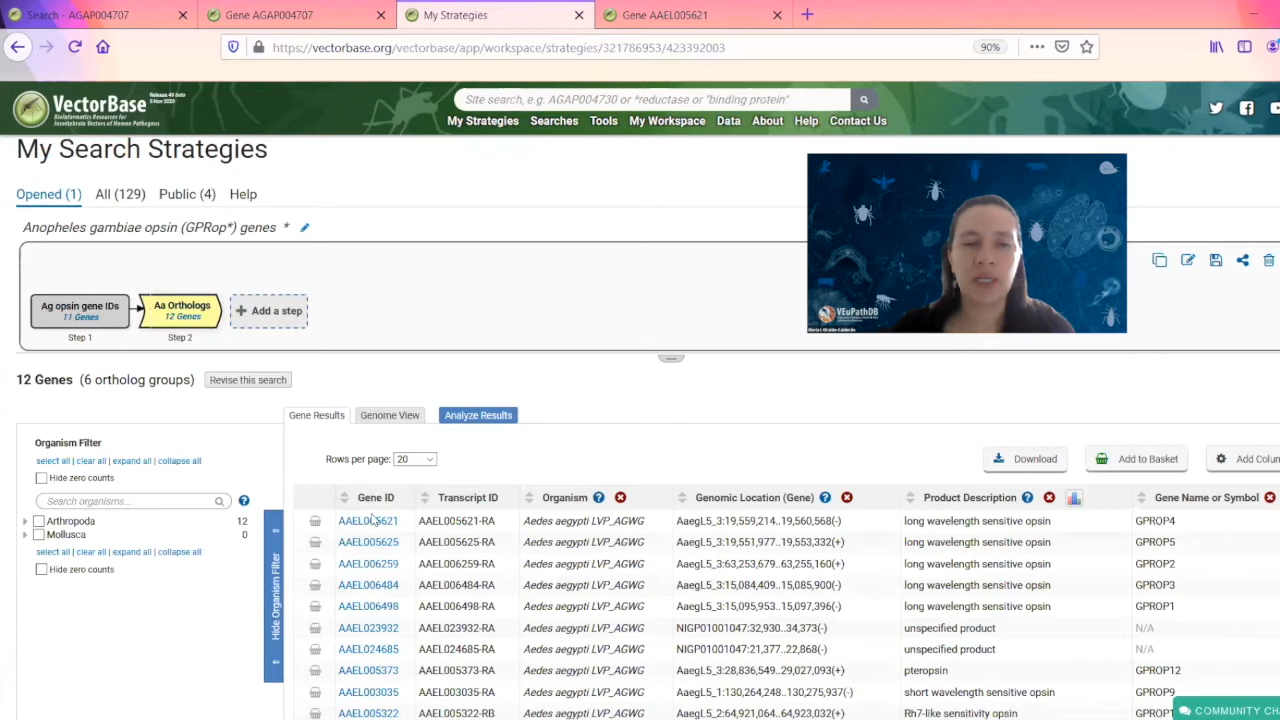 Search - AGAP004707
Gene AGAP004707
My Strategies
Gene AAEL005621
https://vectorbase.org/vectorbase/app/workspace/strategies/321786953/423392003
90%
VectorBase
Bioinformatics Resources for
Invertebrate Vectors of Human Pathogens
Site search, e.g. AGAP004730 or *reductase or "binding protein"
My Strategies Searches Tools My Workspace Data About Help Contact Us
My Search Strategies
Opened (1) All (129) Public (4) Help
Anopheles gambiae opsin (GPRop*) genes *
Ag opsin gene IDs
11 Genes
Step 1
Aa Orthologs
12 Genes
Step 2
+ Add a step
VEuPathDB
12 Genes (6 ortholog groups) Revise this search
Gene Results Genome View Analyze Results
Organism Filter
select all | clear all | expand all | collapse all
Hide zero counts
Search organisms...
Arthropoda 12
Mollusca 0
select all | clear all | expand all | collapse all
Hide zero counts
Hide Organism Filter
Rows per page: 20
Download
Add to Basket
Add Colu
Gene ID Transcript ID Organism Genomic Location (Gene) Product Description Gene Name or Symbol
AAEL005621 AAEL005621-RA Aedes aegypti LVP_AGWG AaegL5_3:19,559,214..19,560,568(-) long wavelength sensitive opsin GPROP4
AAEL005625 AAEL005625-RA Aedes aegypti LVP_AGWG AaegL5_3:19,551,977..19,553,332(+) long wavelength sensitive opsin GPROP5
AAEL006259 AAEL006259-RA Aedes aegypti LVP_AGWG AaegL5_3:63,253,679..63,255,160(+) long wavelength sensitive opsin GPROP2
AAEL006484 AAEL006484-RA Aedes aegypti LVP_AGWG AaegL5_3:15,084,409..15,085,900(-) long wavelength sensitive opsin GPROP3
AAEL006498 AAEL006498-RA Aedes aegypti LVP_AGWG AaegL5_3:15,095,953..15,097,396(-) long wavelength sensitive opsin GPROP1
AAEL023932 AAEL023932-RA Aedes aegypti LVP_AGWG NIGP01001047:32,930..34,373(-) unspecified product N/A
AAEL024685 AAEL024685-RA Aedes aegypti LVP_AGWG NIGP01001047:21,377..22,868(-) unspecified product N/A
AAEL005373 AAEL005373-RA Aedes aegypti LVP_AGWG AaegL5_3:28,836,549..29,027,093(+) pteropsin GPROP12
AAEL003035 AAEL003035-RA Aedes aegypti LVP_AGWG AaegL5_1:130,264,248..130,275,937(-) short wavelength sensitive opsin GPROP9
AAEL005322 AAEL005322-RB Aedes aegypti LVP_AGWG AaegL5_2:64,921,064..64,923,032(+) Rh7-like sensitivity opsin
COMMUNITY CH